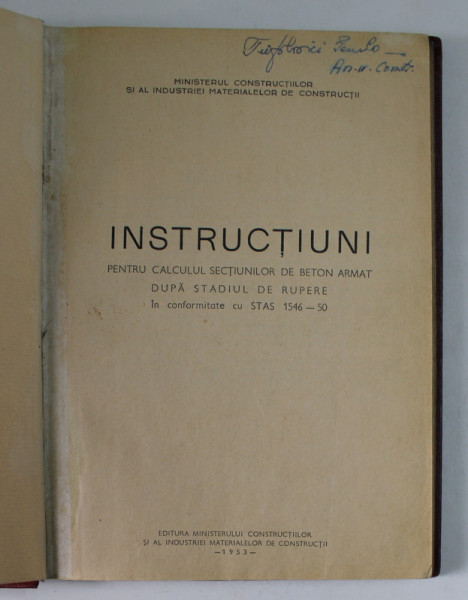 MINISTERUL CONSTRUCȚIILOR
ȘI AL INDUSTRIEI MATERIALELOR DE CONSTRUCȚII
INSTRUCȚIUNI
PENTRU CALCULUL SECȚIUNILOR DE BETON ARMAT
DUPĂ STADIUL DE RUPERE
în conformitate cu STAS 1546 — 50
EDITURA MINISTERULUI CONSTRUCȚIILOR
ȘI AL INDUSTRIEI MATERIALELOR DE CONSTRUCȚII
— 1953 —